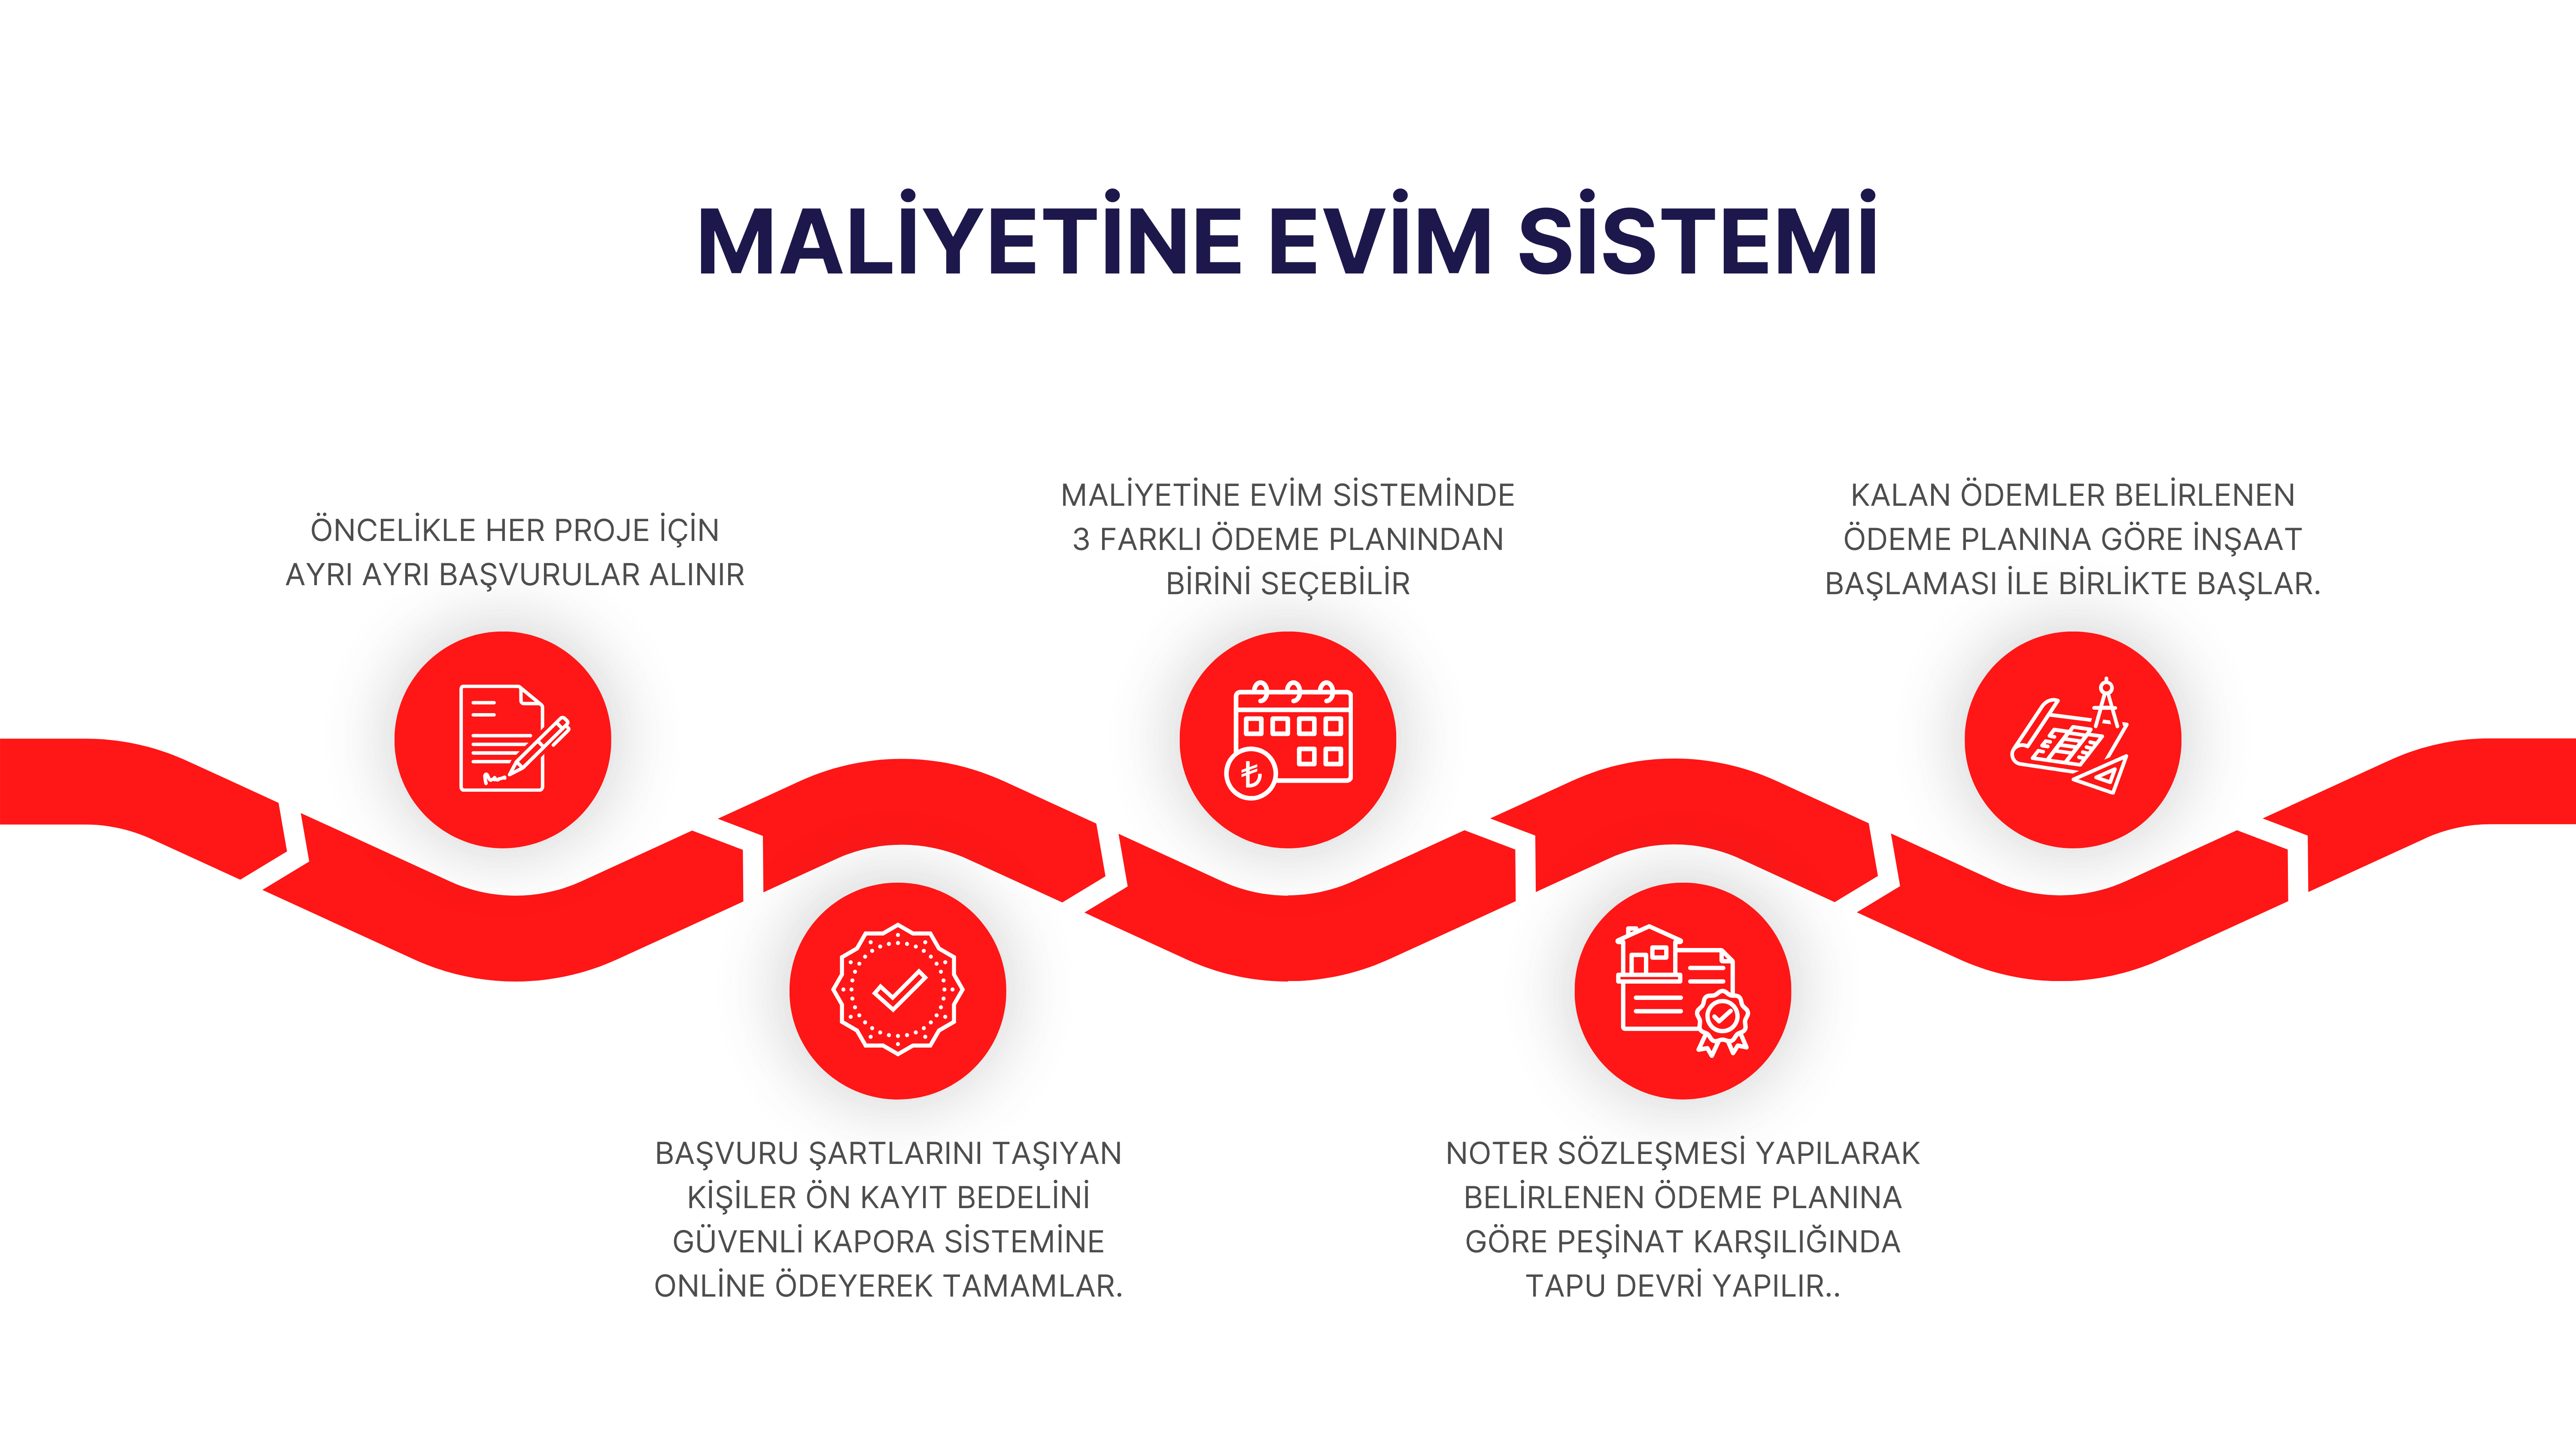 MALİYETİNE EVİM SİSTEMİ
ÖNCELİKLE HER PROJE İÇİN
AYRI AYRI BAŞVURULAR ALINIR
BAŞVURU ŞARTLARINI TAŞIYAN
KİŞİLER ÖN KAYIT BEDELİNİ
GÜVENLİ KAPORA SİSTEMİNE
ONLİNE ÖDEYEREK TAMAMLAR.
MALİYETİNE EVİM SİSTEMİNDE
3 FARKLI ÖDEME PLANINDAN
BİRİNİ SEÇEBİLİR
NOTER SÖZLEŞMESİ YAPILARAK
BELİRLENEN ÖDEME PLANINA
GÖRE PEŞİNAT KARŞILIĞINDA
TAPU DEVRİ YAPILIR..
KALAN ÖDEMLER BELİRLENEN
ÖDEME PLANINA GÖRE İNŞAAT
BAŞLAMASI İLE BİRLİKTE BAŞLAR.